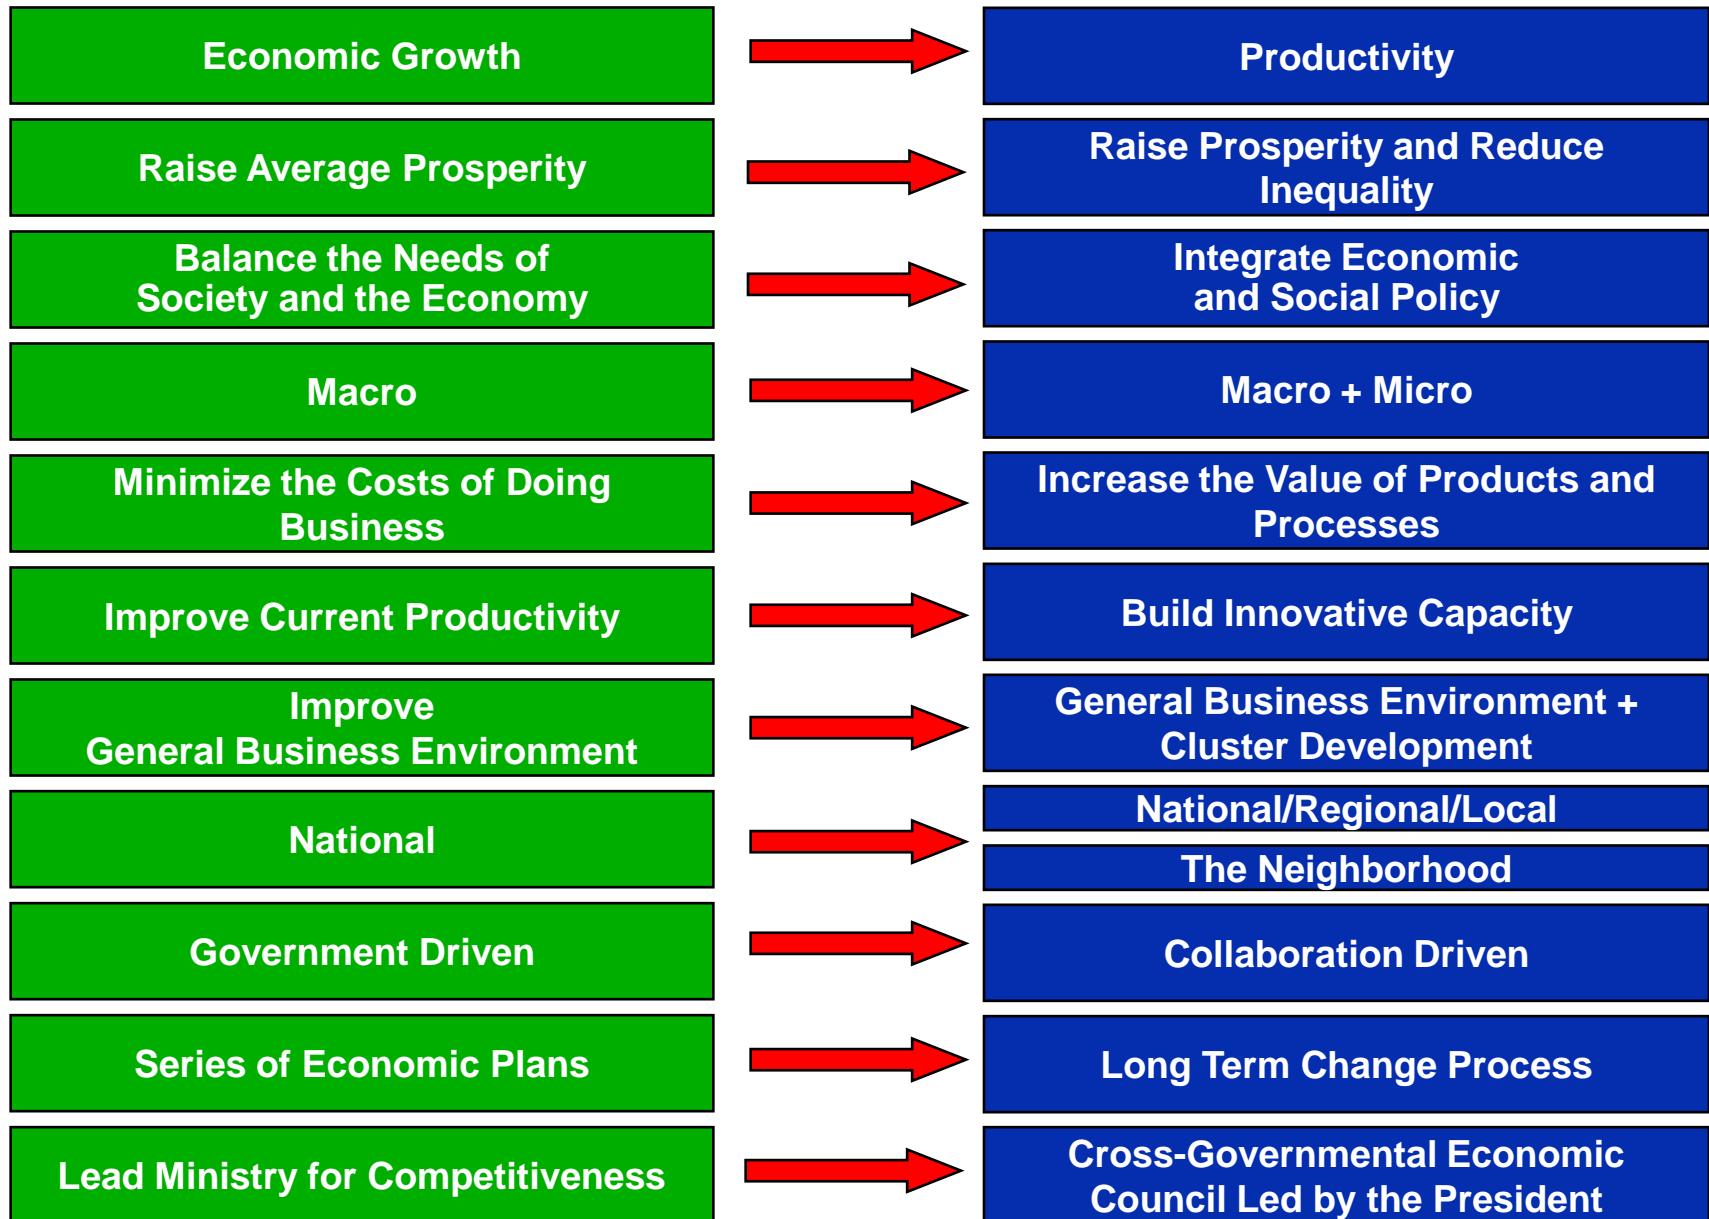 Economic Growth
Productivity
Raise Average Prosperity
Raise Prosperity and Reduce
Inequality
Balance the Needs of
Society and the Economy
Integrate Economic
and Social Policy
Macro
Macro + Micro
Minimize the Costs of Doing
Business
Increase the Value of Products and
Processes
Improve Current Productivity
Build Innovative Capacity
Improve
General Business Environment
General Business Environment +
Cluster Development
National
National/Regional/Local
The Neighborhood
Government Driven
Collaboration Driven
Series of Economic Plans
Long Term Change Process
Lead Ministry for Competitiveness
Cross-Governmental Economic
Council Led by the President